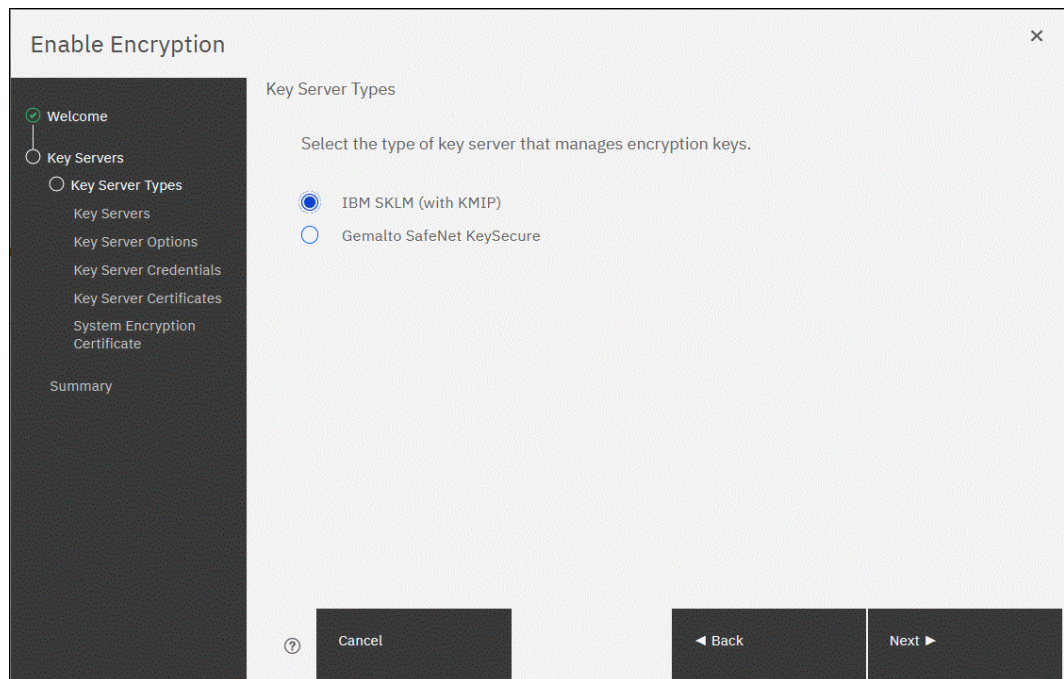 Enable Encryption
×
Welcome
Key Servers
Key Server Types
Key Servers
Key Server Options
Key Server Credentials
Key Server Certificates
System Encryption
Certificate
Summary
Key Server Types
Select the type of key server that manages encryption keys.
IBM SKLM (with KMIP)
Gemalto SafeNet KeySecure
?
Cancel
◄ Back
Next ►